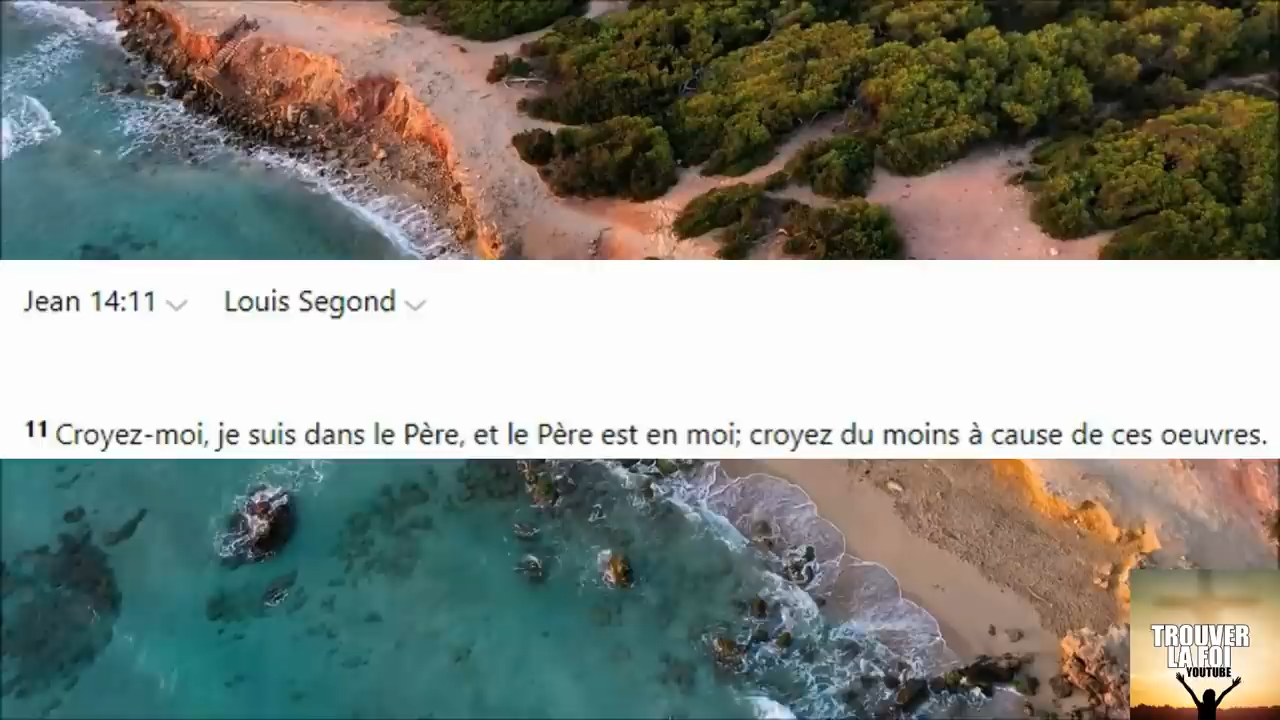 Jean 14:11 Louis Segond
11 Croyez-moi, je suis dans le Père, et le Père est en moi; croyez du moins à cause de ces oeuvres.
TROUVER
LA FOI
YOUTUBE